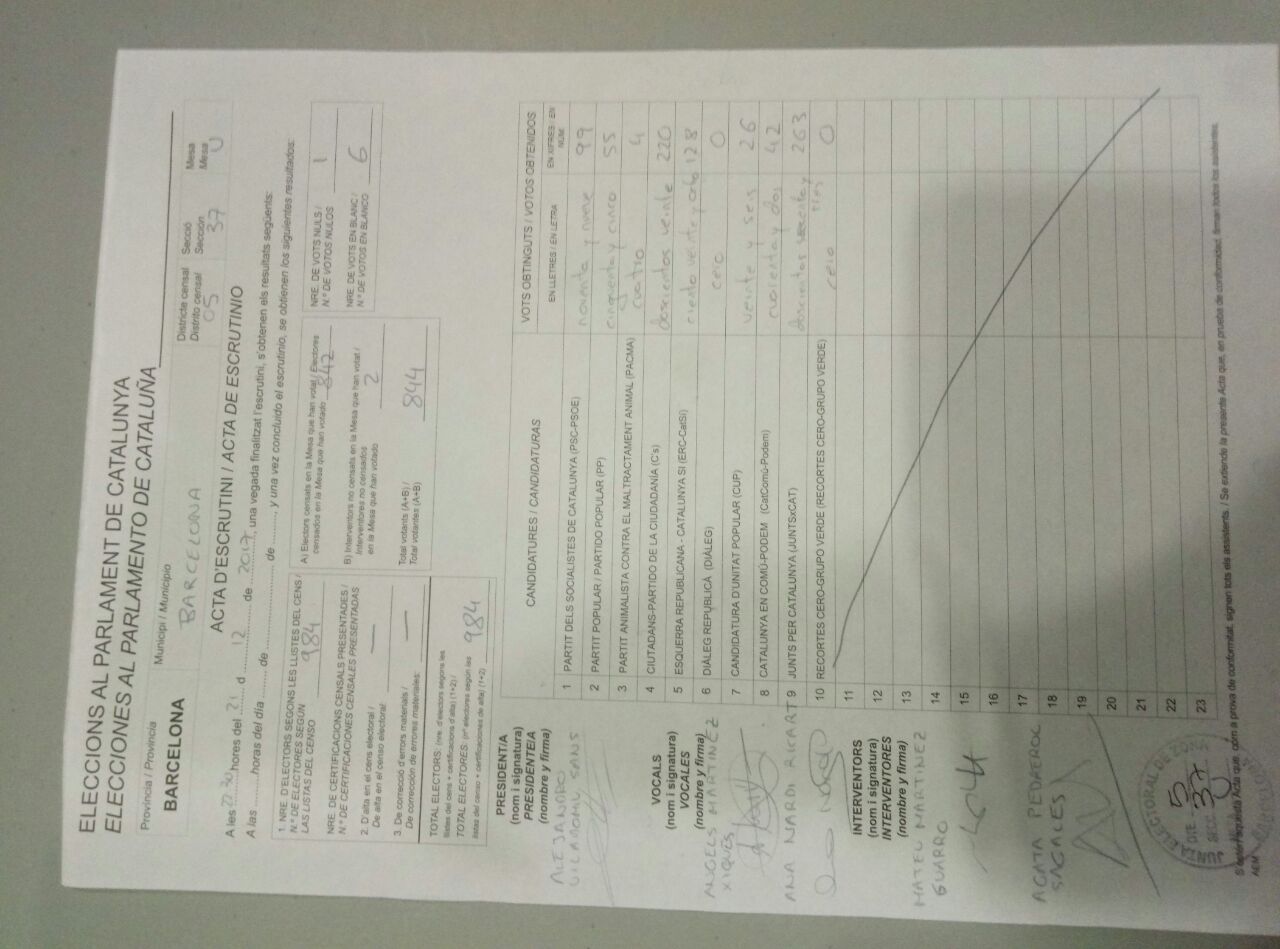 ELECCIONS AL PARLAMENT DE CATALUNYA
ELECCIONES AL PARLAMENTO DE CATALUÑA
Provincia / Provincia
BARCELONA
Municipi / Municipio
BARCELONA
Districte censal
Distrito censal
05
Secció
Sección
37
Mesa
Mesa
U
ACTA D'ESCRUTINI / ACTA DE ESCRUTINIO
A les 22:30 hores del 21 d 12 de 2017, una vegada finalitzat l'escrutini, s'obtenen els resultats següents:
A las horas del día de de , y una vez concluido el escrutinio, se obtienen los siguientes resultados:
1. NRE. D'ELECTORS SEGONS LES LLISTES DEL CENS /
N.º DE ELECTORES SEGÚN
LAS LISTAS DEL CENSO
984
NRE. DE CERTIFICACIONS CENSALS PRESENTADES /
N.º DE CERTIFICACIONES CENSALES PRESENTADAS
2. D'alta en el cens electoral /
De alta en el censo electoral: —
3. De correcció d'errors materials /
De corrección de errores materiales: —
TOTAL ELECTORS: (nre. d'electors segons les
llistes del cens + certificacions d'alta) (1+2) /
TOTAL ELECTORES: (nº electores según las
listas del censo + certificaciones de alta) (1+2)
984
A) Electors censats en la Mesa que han votat / Electores
censados en la Mesa que han votado 842
B) Interventors no censats en la Mesa que han votat /
Interventores no censados
en la Mesa que han votado
2
Total votants (A+B) /
Total votantes (A+B)
844
NRE. DE VOTS NULS /
N.º DE VOTOS NULOS
1
NRE. DE VOTS EN BLANC /
N.º DE VOTOS EN BLANCO
6
PRESIDENT/A
(nom i signatura)
PRESIDENTE/A
(nombre y firma)
ALEJANDRO
VILAMOMU SANS
VOCALS
(nom i signatura)
VOCALES
(nombre y firma)
ANGELS MARTINEZ
XIQUES
ANA NARDI RICART
INTERVENTORS
(nom i signatura)
INTERVENTORES
(nombre y firma)
MATEU MARTINEZ
GUARRO
AGATA PEDREROL
SAGALES
CANDIDATURES / CANDIDATURAS
VOTS OBTINGUTS / VOTOS OBTENIDOS
EN LLETRES / EN LETRA
EN XIFRES / EN NUM.
1 PARTIT DELS SOCIALISTES DE CATALUNYA (PSC-PSOE) noventa y nueve 99
2 PARTIT POPULAR / PARTIDO POPULAR (PP) cinquenta y cinco 55
3 PARTIT ANIMALISTA CONTRA EL MALTRACTAMENT ANIMAL (PACMA) cuatro 4
4 CIUTADANS-PARTIDO DE LA CIUDADANÍA (C's) doscientos veinte 220
5 ESQUERRA REPUBLICANA - CATALUNYA SI (ERC-CatSí) ciento veinte y ocho 128
6 DIÀLEG REPUBLICÀ (DIÀLEG) cero 0
7 CANDIDATURA D'UNITAT POPULAR (CUP) veinte y seis 26
8 CATALUNYA EN COMÚ-PODEM (CatComú-Podem) cuarenta y dos 42
9 JUNTS PER CATALUNYA (JUNTSxCAT) doscientos sesenta y tres 263
10 RECORTES CERO-GRUPO VERDE (RECORTES CERO-GRUPO VERDE) cero 0
11
12
13
14
15
16
17
18
19
20
21
22
23
S'estén la present Acta que, com a prova de conformitat, signen tots els assistents. / Se extiende la presente Acta que, en prueba de conformidad, firman todos los asistentes.
ELECTORAL DE ZONA
DTE. 5
SECC. 37